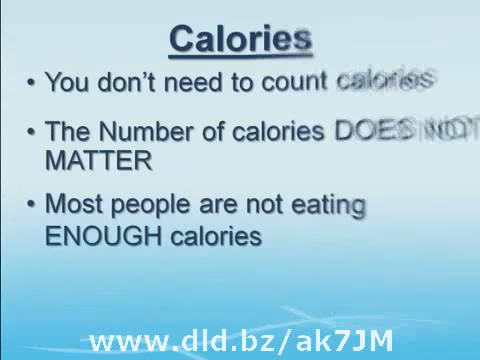 Calories
• You don't need to count calories
• The Number of calories DOES NOT
MATTER
• Most people are not eating
ENOUGH calories
www.dld.bz/ak7JM